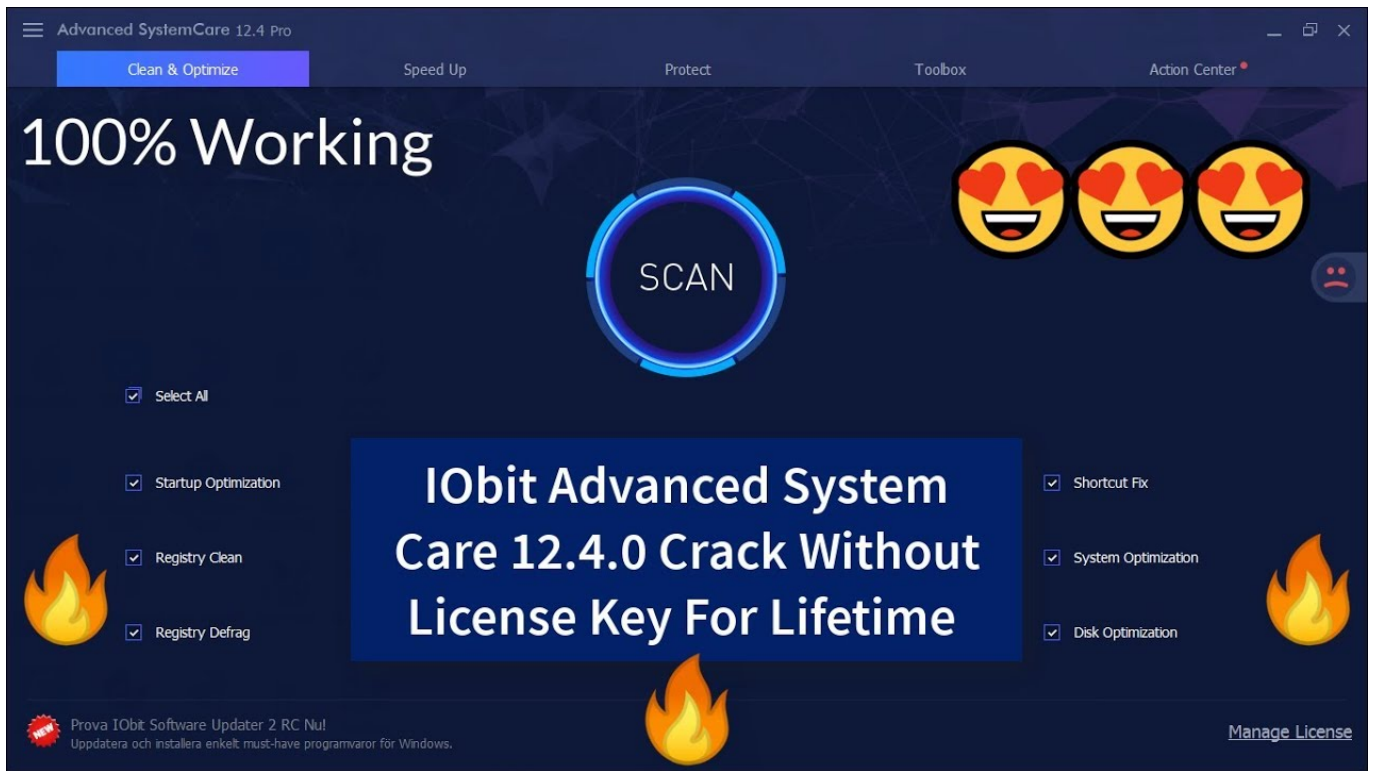 Advanced SystemCare 12.4 Pro
Clean & Optimize Speed Up Protect Toolbox Action Center
100% Working
SCAN
Select All
Startup Optimization
Registry Clean
Registry Defrag
IObit Advanced System
Care 12.4.0 Crack Without
License Key For Lifetime
Shortcut Fix
System Optimization
Disk Optimization
NEW
Prova IObit Software Updater 2 RC Nu!
Uppdatera och installera enkelt must-have programvaror för Windows.
Manage License